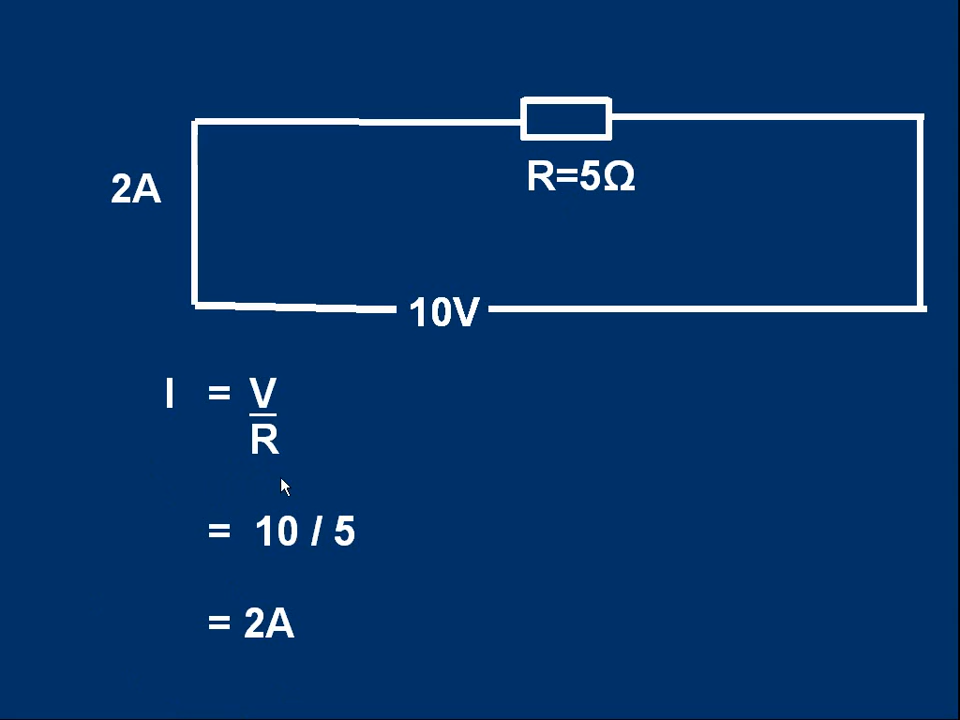 2A
R=5Ω
10V
I = V
R
= 10 / 5
= 2A